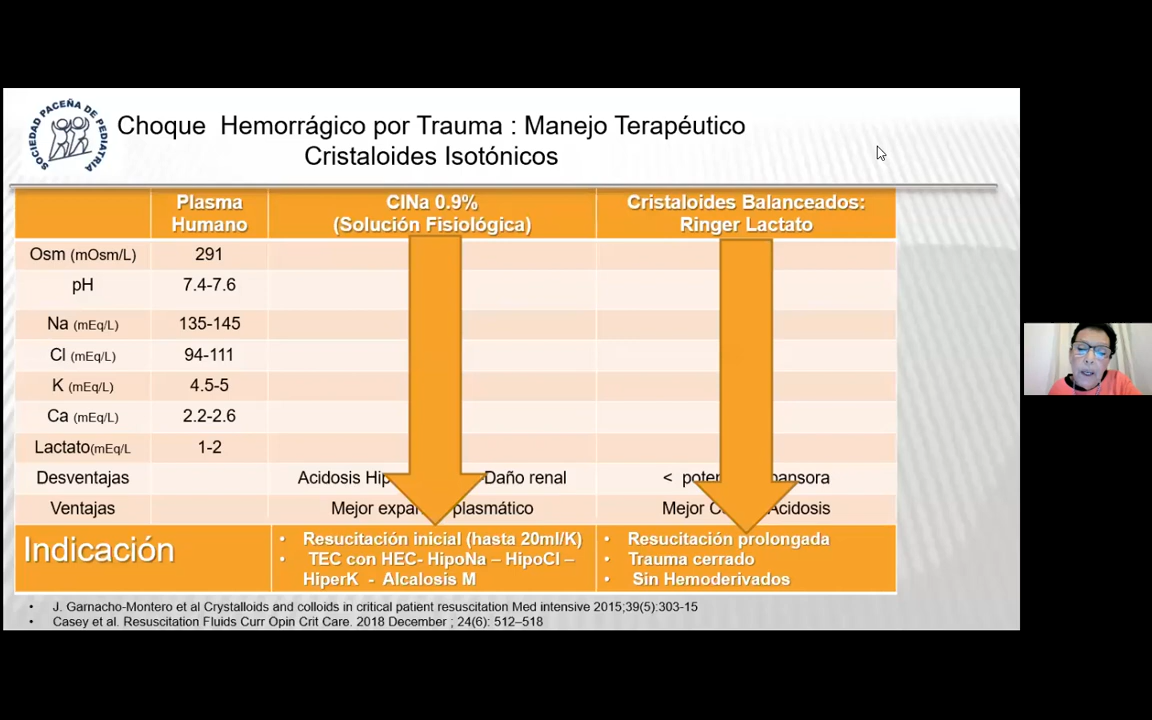 SOCIEDAD PACEÑA DE PEDIATRIA
Choque Hemorrágico por Trauma : Manejo Terapéutico
Cristaloides Isotónicos
Plasma Humano
ClNa 0.9%
(Solución Fisiológica)
Cristaloides Balanceados:
Ringer Lactato
Osm (mOsm/L) 291
pH 7.4-7.6
Na (mEq/L) 135-145
Cl (mEq/L) 94-111
K (mEq/L) 4.5-5
Ca (mEq/L) 2.2-2.6
Lactato(mEq/L 1-2
Desventajas Acidosis Daño renal <
Ventajas Mejor plasmático Mejor Acidosis
Indicación
• Resucitación inicial (hasta 20ml/K)
• TEC con HEC- HipoNa – HipoCl –
HiperK - Alcalosis M
• Resucitación prolongada
• Trauma cerrado
• Sin Hemoderivados
• J. Garnacho-Montero et al Crystalloids and colloids in critical patient resuscitation Med intensive 2015;39(5):303-15
• Casey et al. Resuscitation Fluids Curr Opin Crit Care. 2018 December ; 24(6): 512–518